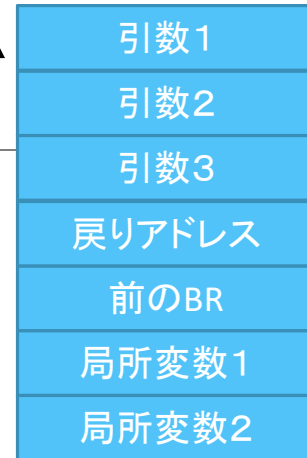 引数１
引数２
引数３
戻りアドレス
前のBR
局所変数１
局所変数２